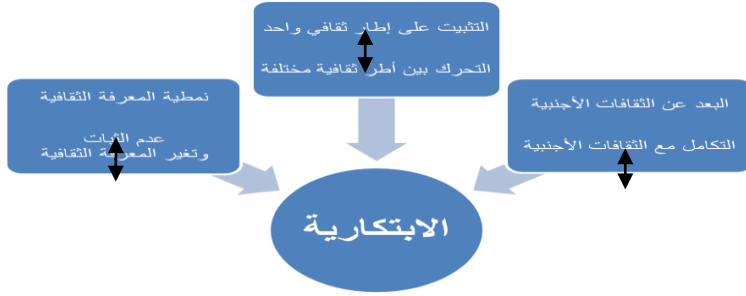 التثبيت على إطار ثقافي واحد
التحرك بين أطر ثقافية مختلفة
البعد عن الثقافات الأجنبية
التكامل مع الثقافات الأجنبية
نمطية المعرفة الثقافية
عدم الثبات
وتغير المعرفة الثقافية
الابتكارية